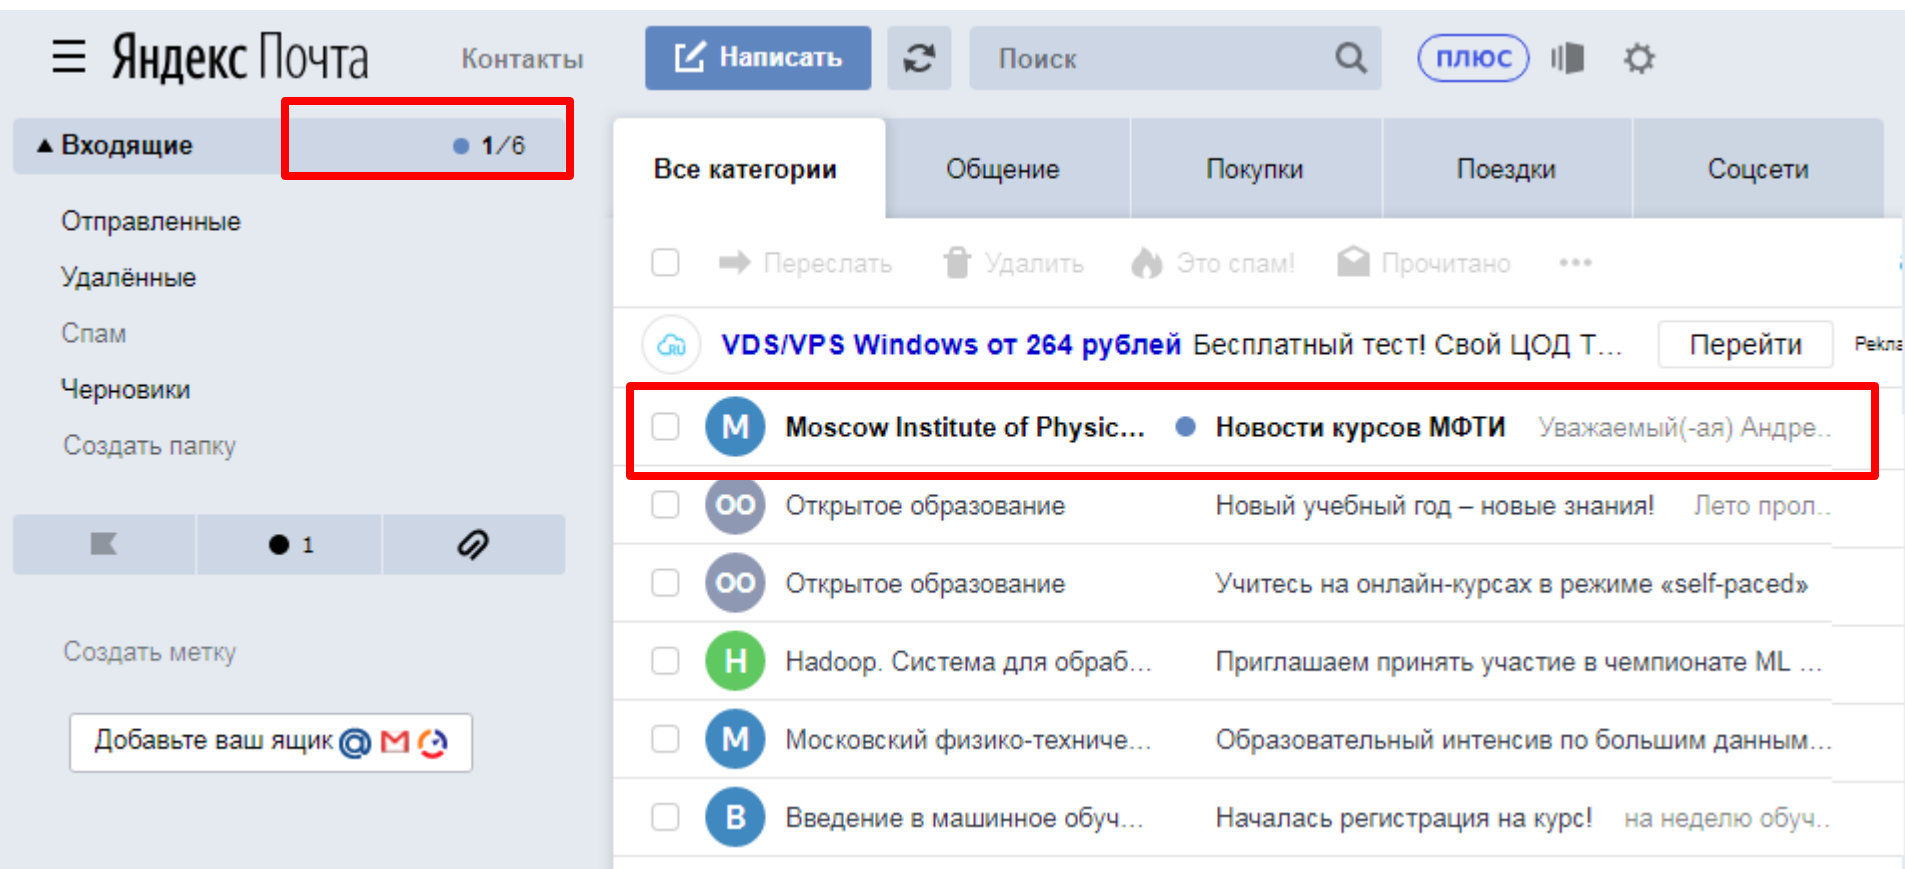 Яндекс Почта Контакты Написать Поиск плюс
Входящие 1/6
Отправленные
Удалённые
Спам
Черновики
Создать папку
1
Создать метку
Добавьте ваш ящик
Все категории Общение Покупки Поездки Соцсети
Переслать Удалить Это спам! Прочитано ...
RU VDS/VPS Windows от 264 рублей Бесплатный тест! Свой ЦОД T... Перейти Рекла
M Moscow Institute of Physic... Новости курсов МФТИ Уважаемый(-ая) Андре..
ОО Открытое образование Новый учебный год – новые знания! Лето прол..
ОО Открытое образование Учитесь на онлайн-курсах в режиме «self-paced»
H Hadoop. Система для обраб... Приглашаем принять участие в чемпионате ML ...
М Московский физико-техниче... Образовательный интенсив по большим данным...
В Введение в машинное обуч... Началась регистрация на курс! на неделю обуч..